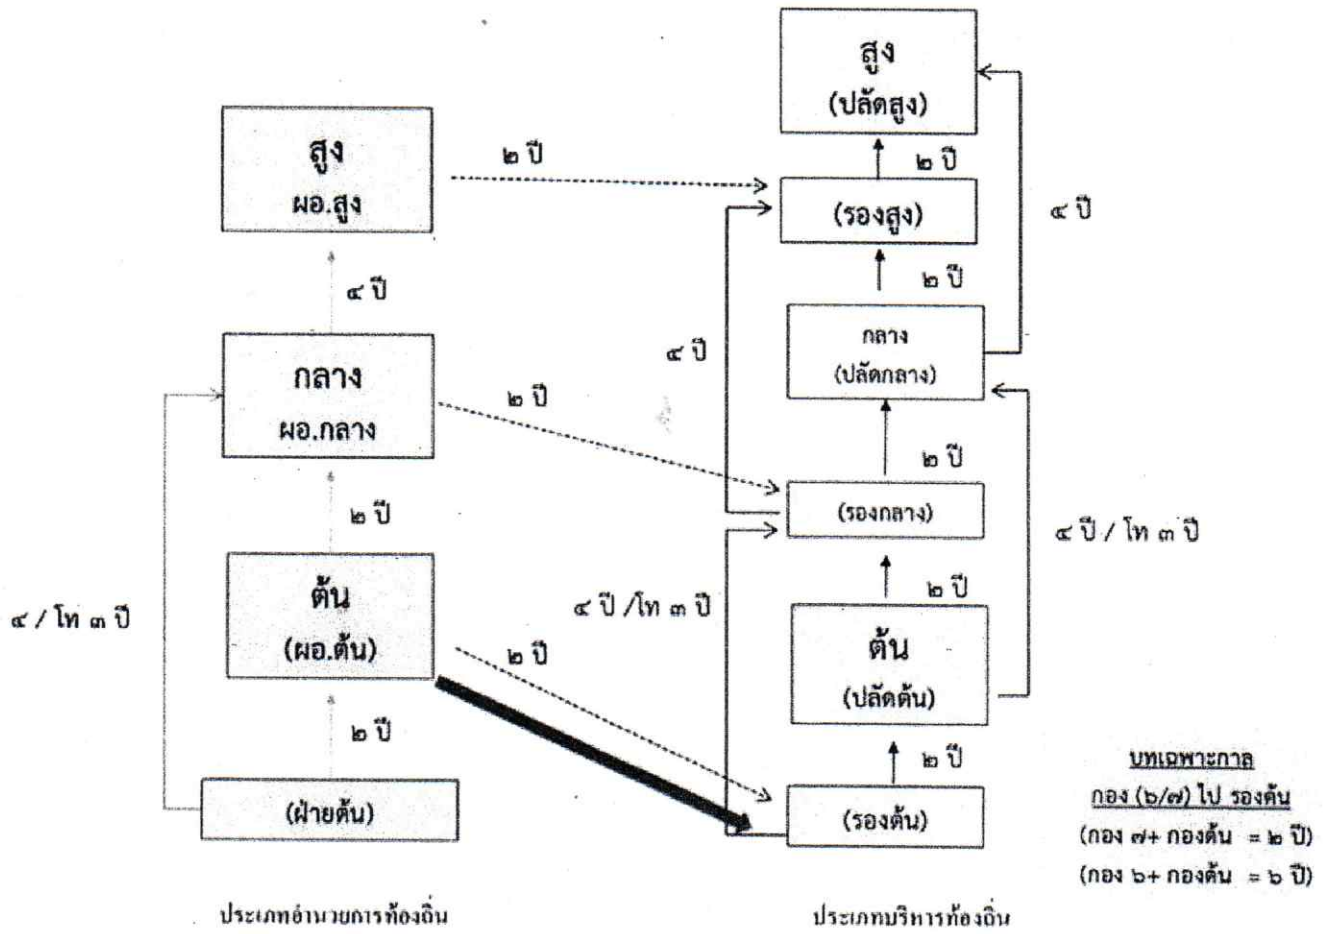 สูง
(ปลัดสูง)
สูง
ผอ.สูง
๒ ปี
๒ ปี
(รองสูง)
๔ ปี
๔ ปี
๒ ปี
กลาง
(ปลัดกลาง)
๔ ปี
กลาง
ผอ.กลาง
๒ ปี
๒ ปี
(รองกลาง)
๒ ปี
๔ ปี / โท ๓ ปี
๒ ปี
ต้น
(ผอ.ต้น)
๔ ปี /โท ๓ ปี
๔ / โท ๓ ปี
ต้น
(ปลัดต้น)
๒ ปี
๒ ปี
๒ ปี
(ฝ่ายต้น)
(รองต้น)
บทเฉพาะกาล
กอง (๖/๗) ไป รองต้น
(กอง ๗+ กองต้น = ๒ ปี)
(กอง ๖+ กองต้น = ๖ ปี)
ประเภทอำนวยการท้องถิ่น
ประเภทบริหารท้องถิ่น